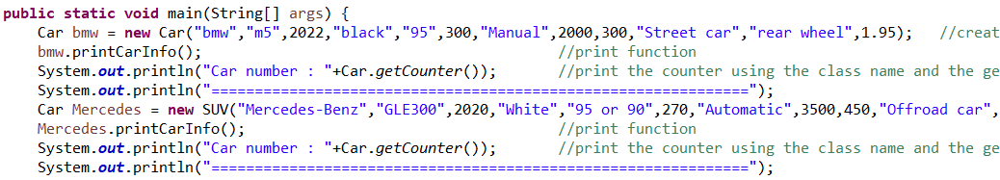 public static void main(String[] args) {
Car bmw = new Car("bmw","m5",2022,"black","95",300,"Manual",2000,300,"Street car","rear wheel",1.95); //creat
bmw.printCarInfo(); //print function
System.out.println("Car number : "+Car.getCounter()); //print the counter using the class name and the ge
System.out.println("==============================================================");
Car Mercedes = new SUV("Mercedes-Benz","GLE300",2020,"White","95 or 90",270,"Automatic",3500,450,"Offroad car",
Mercedes.printCarInfo(); //print function
System.out.println("Car number : "+Car.getCounter()); //print the counter using the class name and the ge
System.out.println("==============================================================");